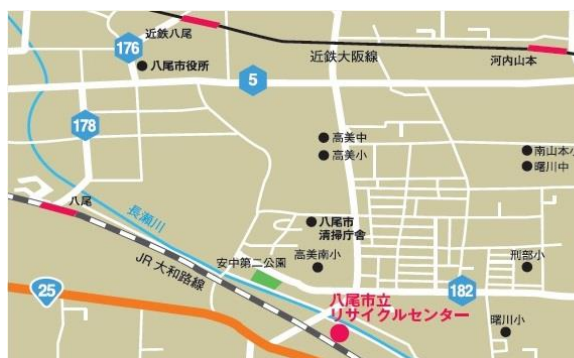 近鉄八尾
176
八尾市役所
近鉄大阪線
河内山本
5
178
高美中
高美小
南山本小
曙川中
八尾
長瀬川
八尾市
清掃庁舎
JR大和路線
安中第二公園
高美南小
刑部小
25
182
八尾市立
リサイクルセンター
曙川小